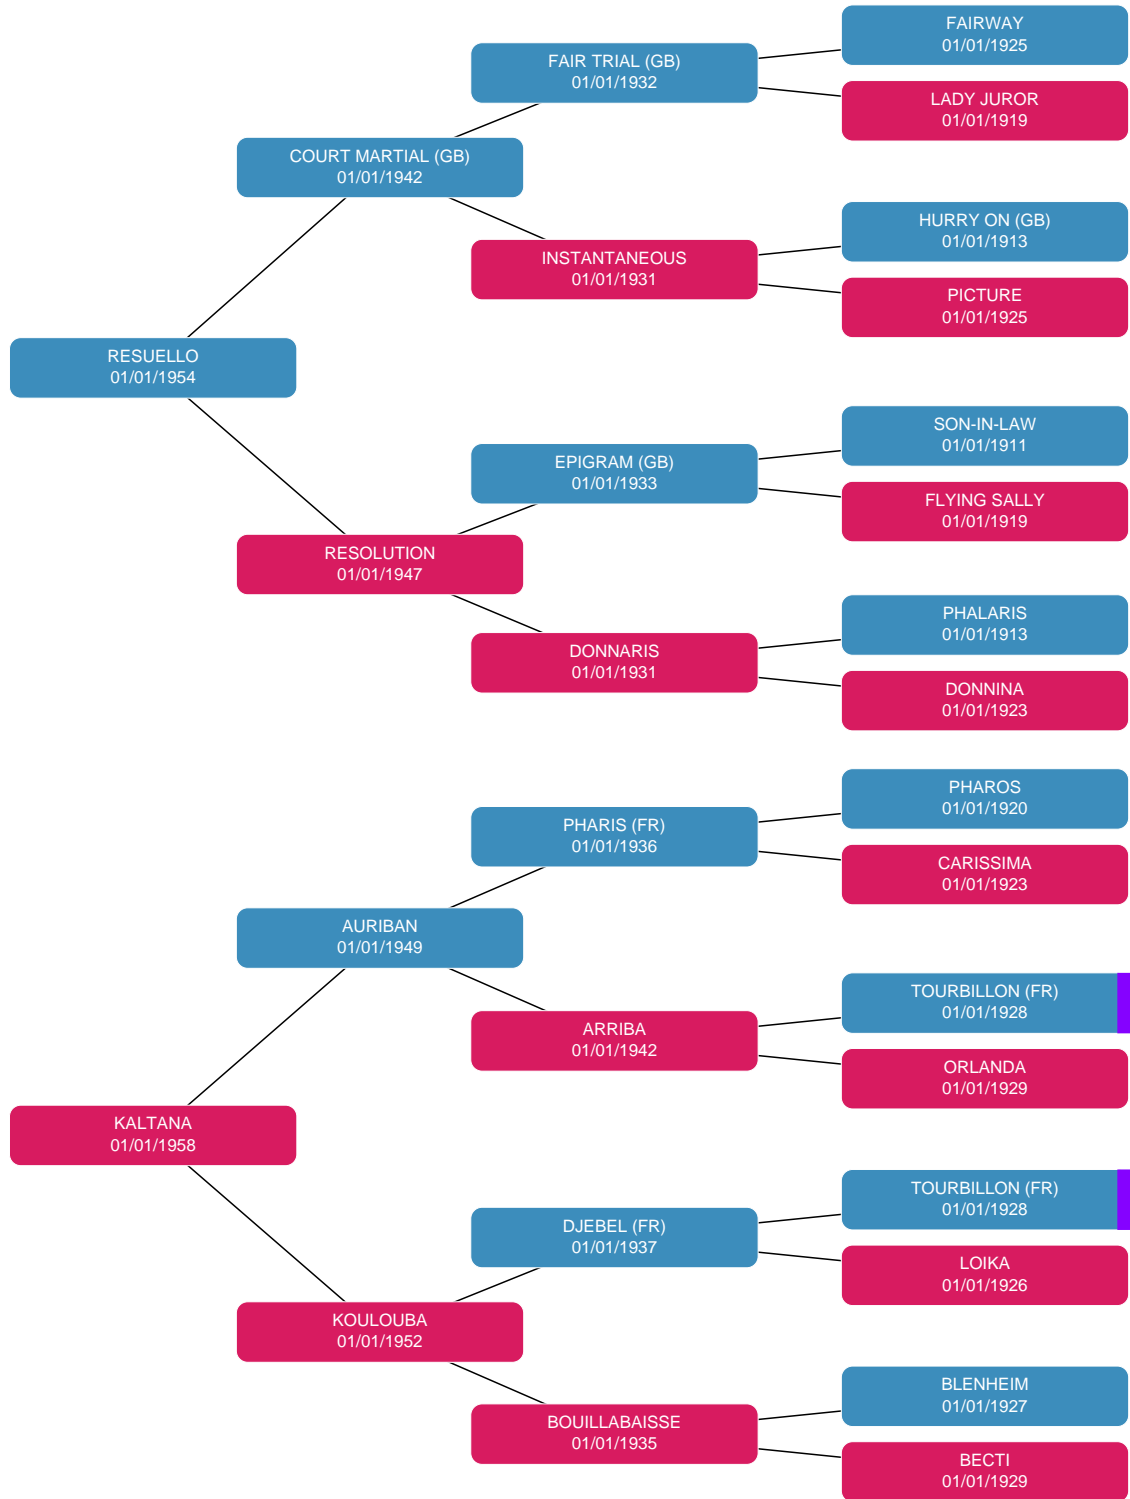 FAIRWAY
01/01/1925
FAIR TRIAL (GB)
01/01/1932
LADY JUROR
01/01/1919
COURT MARTIAL (GB)
01/01/1942
HURRY ON (GB)
01/01/1913
INSTANTANEOUS
01/01/1931
PICTURE
01/01/1925
RESUELLO
01/01/1954
SON-IN-LAW
01/01/1911
EPIGRAM (GB)
01/01/1933
FLYING SALLY
01/01/1919
RESOLUTION
01/01/1947
PHALARIS
01/01/1913
DONNARIS
01/01/1931
DONNINA
01/01/1923
PHAROS
01/01/1920
PHARIS (FR)
01/01/1936
CARISSIMA
01/01/1923
AURIBAN
01/01/1949
TOURBILLON (FR)
01/01/1928
ARRIBA
01/01/1942
ORLANDA
01/01/1929
KALTANA
01/01/1958
TOURBILLON (FR)
01/01/1928
DJEBEL (FR)
01/01/1937
LOIKA
01/01/1926
KOULOUBA
01/01/1952
BLENHEIM
01/01/1927
BOUILLABAISSE
01/01/1935
BECTI
01/01/1929